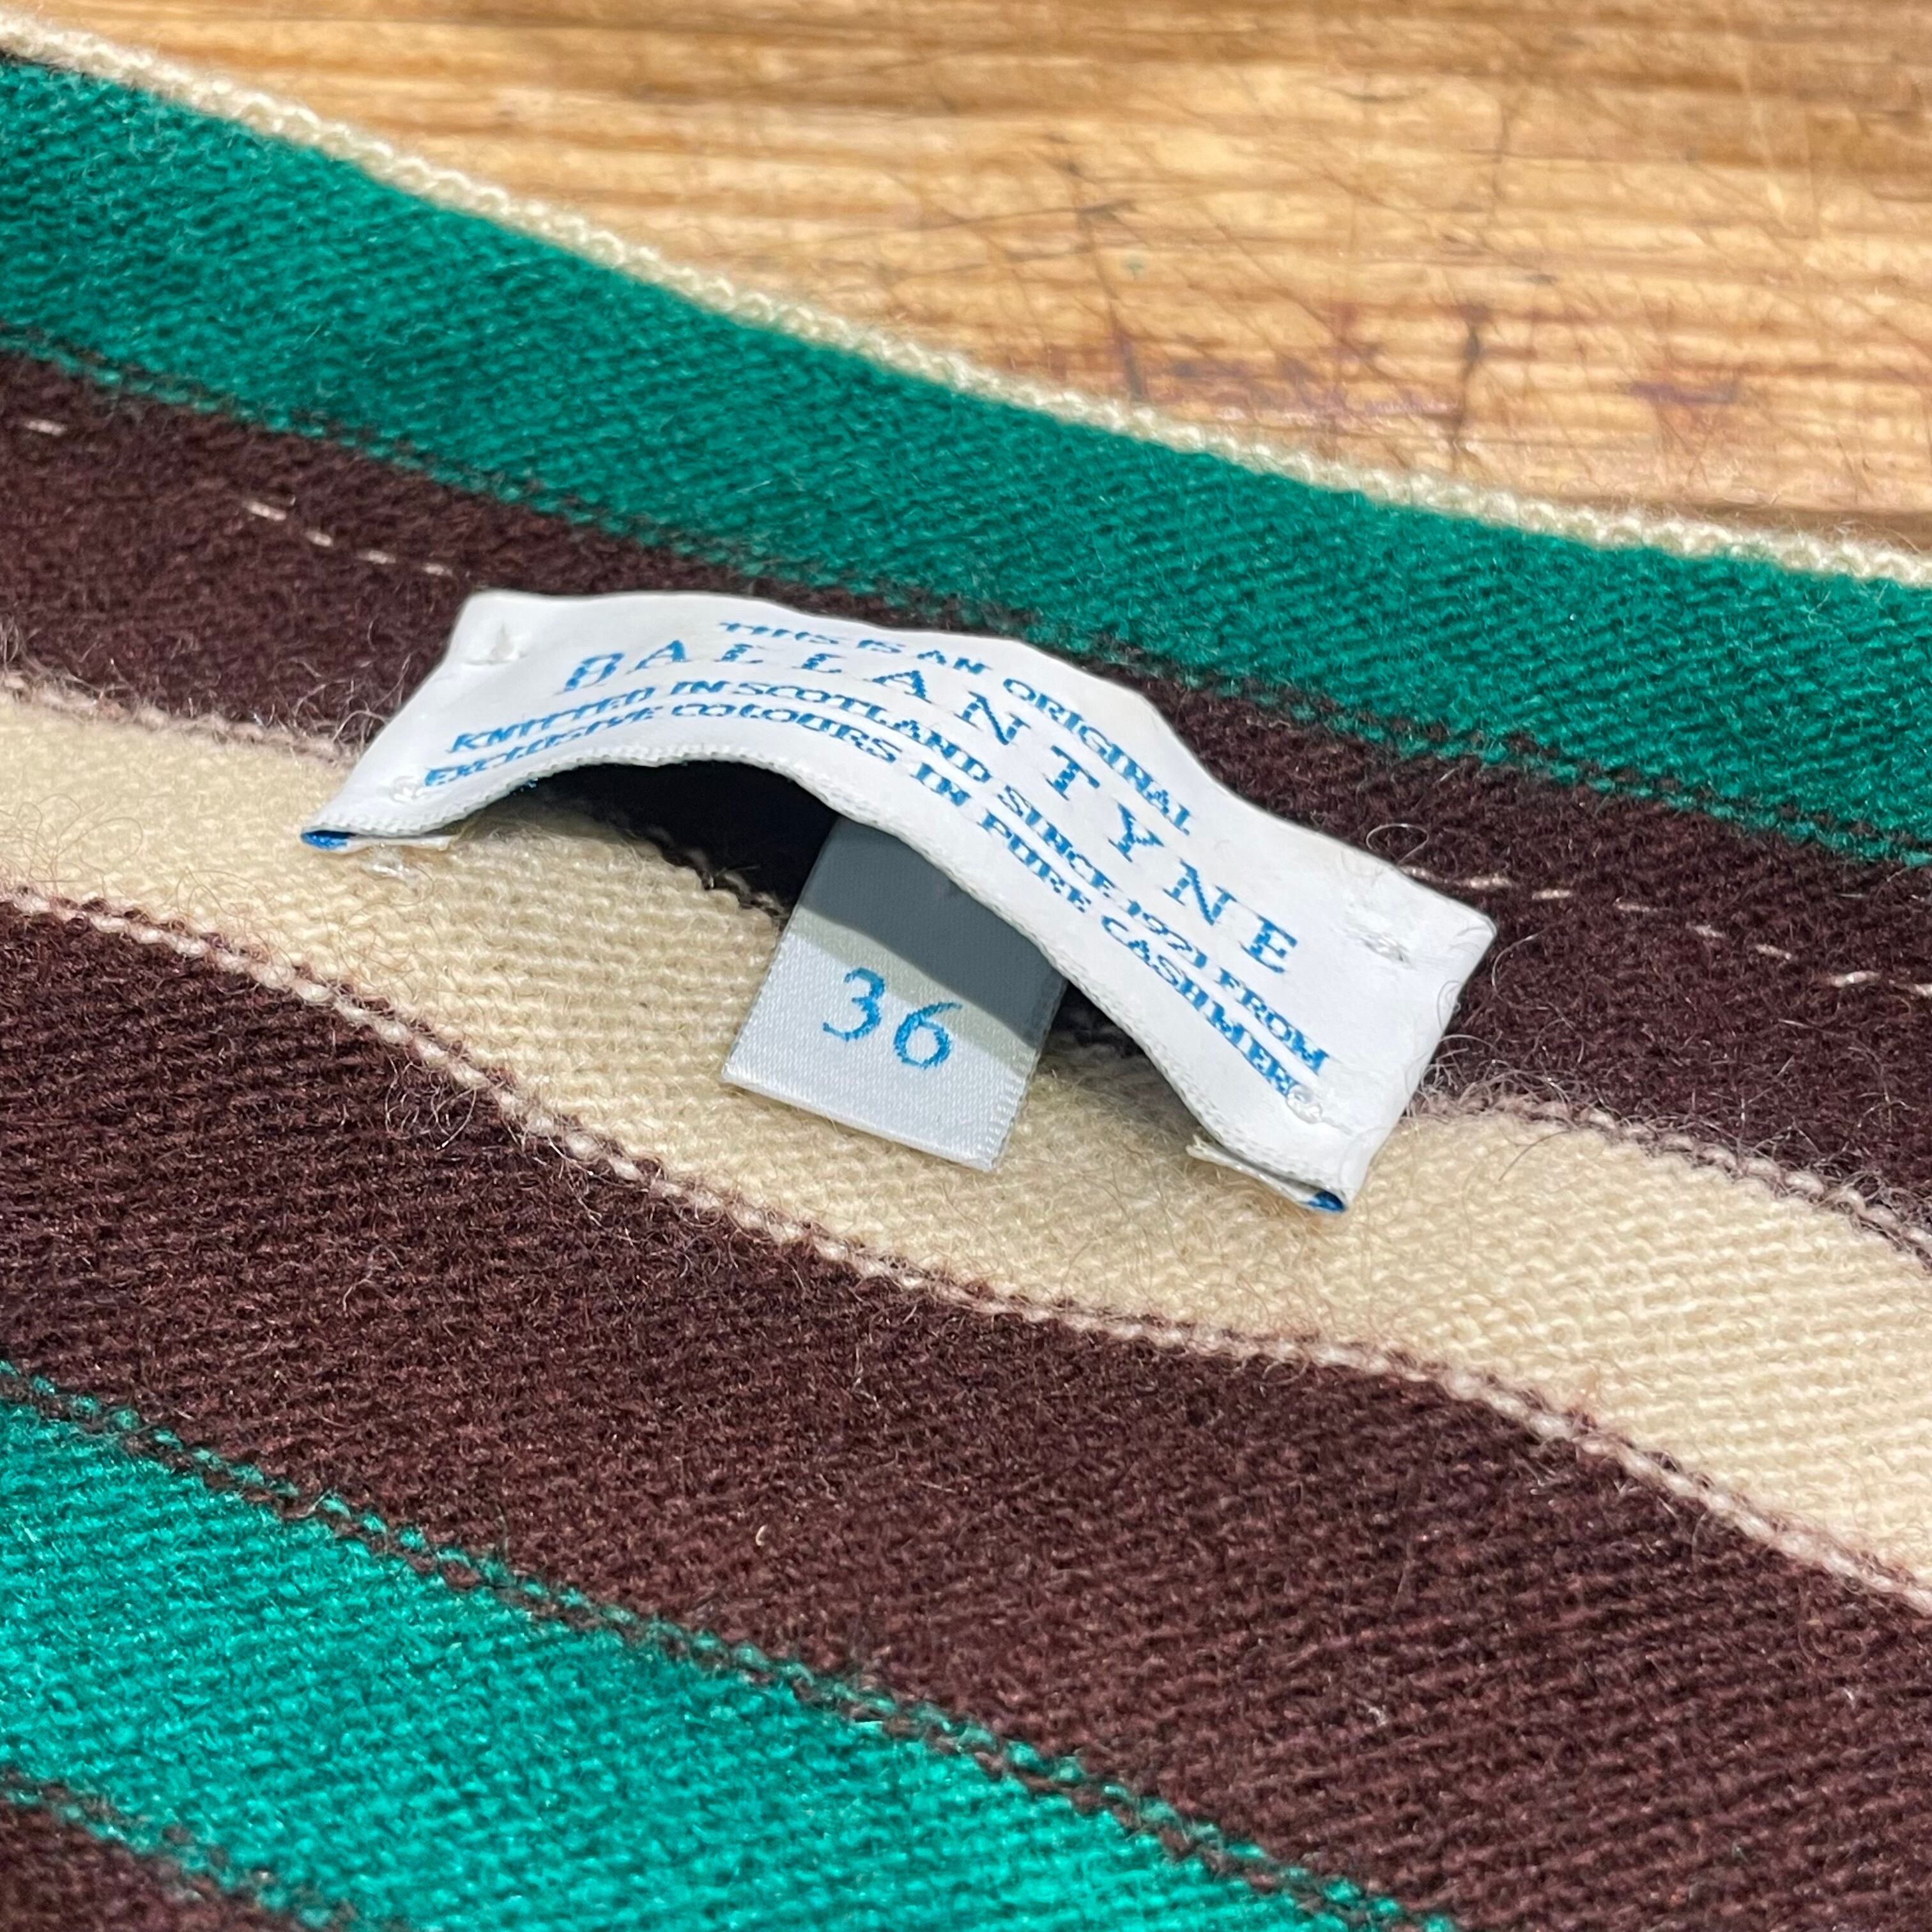 THIS IS AN ORIGINAL
BALLANTYNE
KNITTED IN SCOTLAND SINCE 1921 FROM
EXCLUSIVE COLOURS IN PURE CASHMERE
36